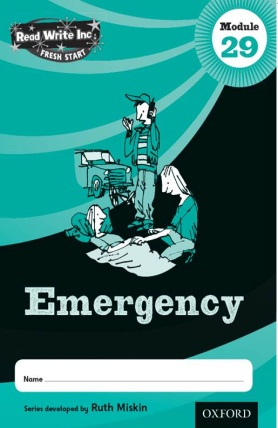 Read Write Inc.
FRESH START
Module
29
Emergency
Name
Series developed by Ruth Miskin
OXFORD